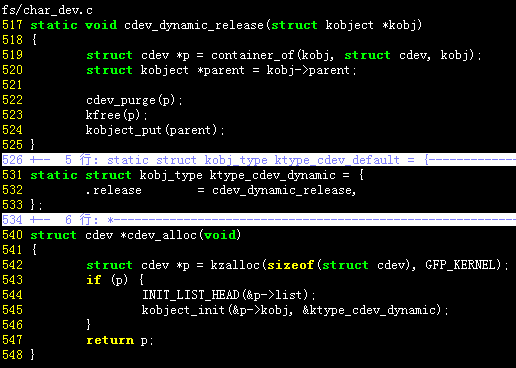 fs/char_dev.c
517 static void cdev_dynamic_release(struct kobject *kobj)
518 {
519         struct cdev *p = container_of(kobj, struct cdev, kobj);
520         struct kobject *parent = kobj->parent;
521
522         cdev_purge(p);
523         kfree(p);
524         kobject_put(parent);
525 }
526 +--  5 行: static struct kobj_type ktype_cdev_default = {----------
531 static struct kobj_type ktype_cdev_dynamic = {
532         .release        = cdev_dynamic_release,
533 };
534 +--  6 行: *----------------------------------------------------
540 struct cdev *cdev_alloc(void)
541 {
542         struct cdev *p = kzalloc(sizeof(struct cdev), GFP_KERNEL);
543         if (p) {
544                 INIT_LIST_HEAD(&p->list);
545                 kobject_init(&p->kobj, &ktype_cdev_dynamic);
546         }
547         return p;
548 }